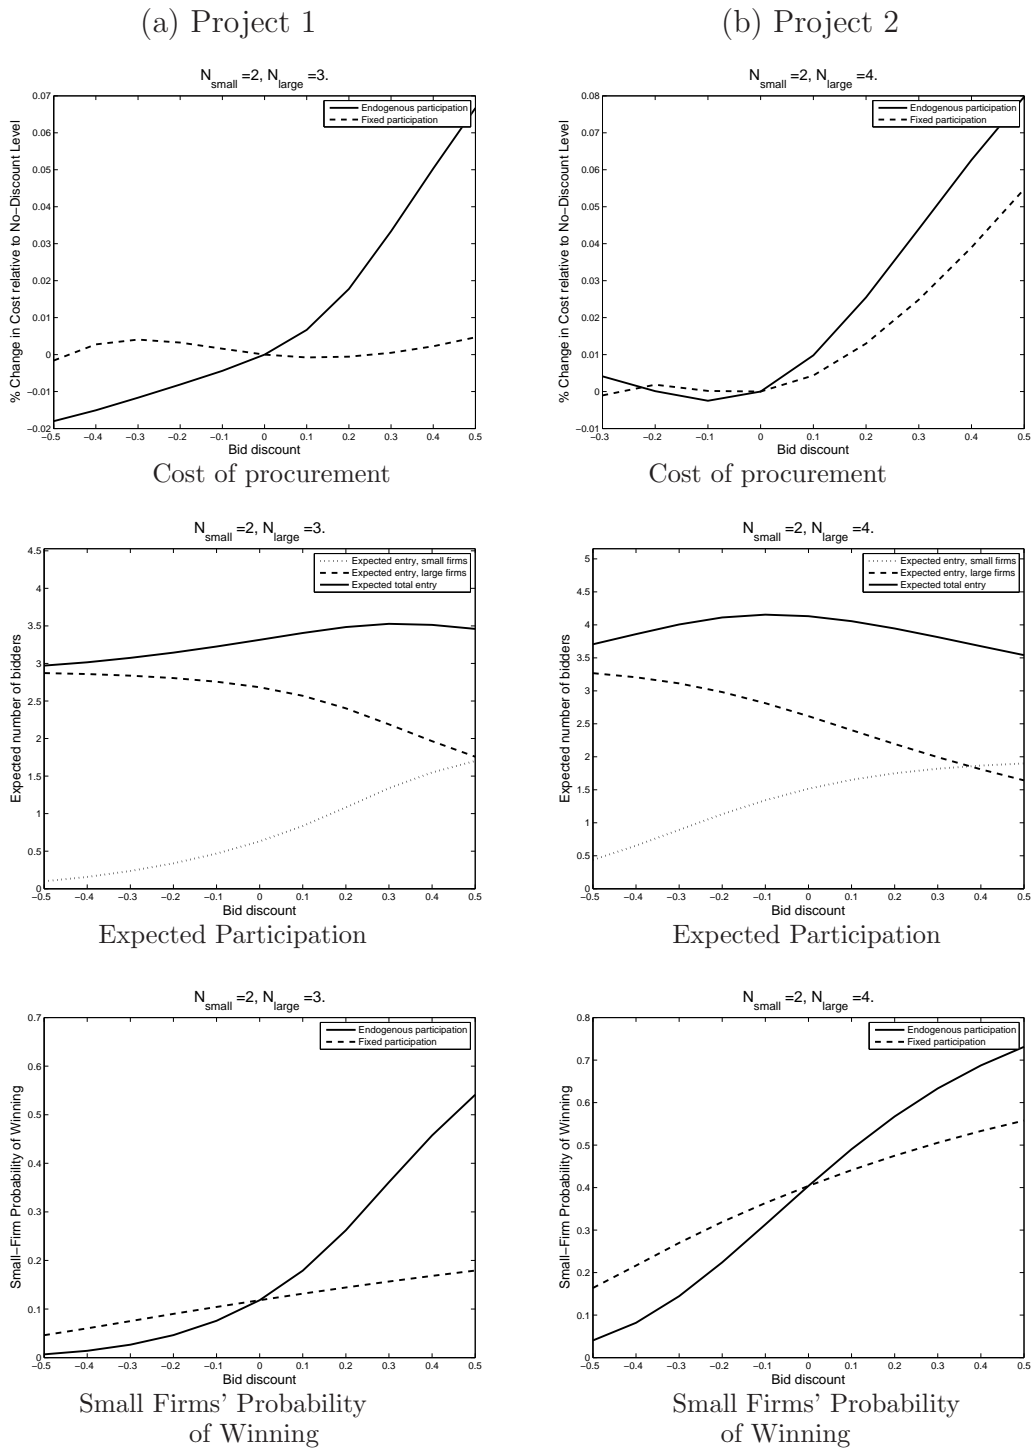 (a) Project 1
(b) Project 2
N_small =2, N_large =3.
Endogenous participation
Fixed participation
% Change in Cost relative to No−Discount Level
0.07
0.06
0.05
0.04
0.03
0.02
0.01
0
−0.01
−0.02
−0.5 −0.4 −0.3 −0.2 −0.1 0 0.1 0.2 0.3 0.4 0.5
Bid discount
Cost of procurement
N_small =2, N_large =4.
Endogenous participation
Fixed participation
% Change in Cost relative to No−Discount Level
0.08
0.07
0.06
0.05
0.04
0.03
0.02
0.01
0
−0.01
−0.3 −0.2 −0.1 0 0.1 0.2 0.3 0.4 0.5
Bid discount
Cost of procurement
N_small =2, N_large =3.
Expected entry, small firms
Expected entry, large firms
Expected total entry
Expected number of bidders
4.5
4
3.5
3
2.5
2
1.5
1
0.5
0
−0.5 −0.4 −0.3 −0.2 −0.1 0 0.1 0.2 0.3 0.4 0.5
Bid discount
Expected Participation
N_small =2, N_large =4.
Expected entry, small firms
Expected entry, large firms
Expected total entry
Expected number of bidders
5
4.5
4
3.5
3
2.5
2
1.5
1
0.5
0
−0.5 −0.4 −0.3 −0.2 −0.1 0 0.1 0.2 0.3 0.4 0.5
Bid discount
Expected Participation
N_small =2, N_large =3.
Endogenous participation
Fixed participation
Small−Firm Probability of Winning
0.7
0.6
0.5
0.4
0.3
0.2
0.1
0
−0.5 −0.4 −0.3 −0.2 −0.1 0 0.1 0.2 0.3 0.4 0.5
Bid discount
Small Firms' Probability
of Winning
N_small =2, N_large =4.
Endogenous participation
Fixed participation
Small−Firm Probability of Winning
0.8
0.7
0.6
0.5
0.4
0.3
0.2
0.1
0
−0.5 −0.4 −0.3 −0.2 −0.1 0 0.1 0.2 0.3 0.4 0.5
Bid discount
Small Firms' Probability
of Winning